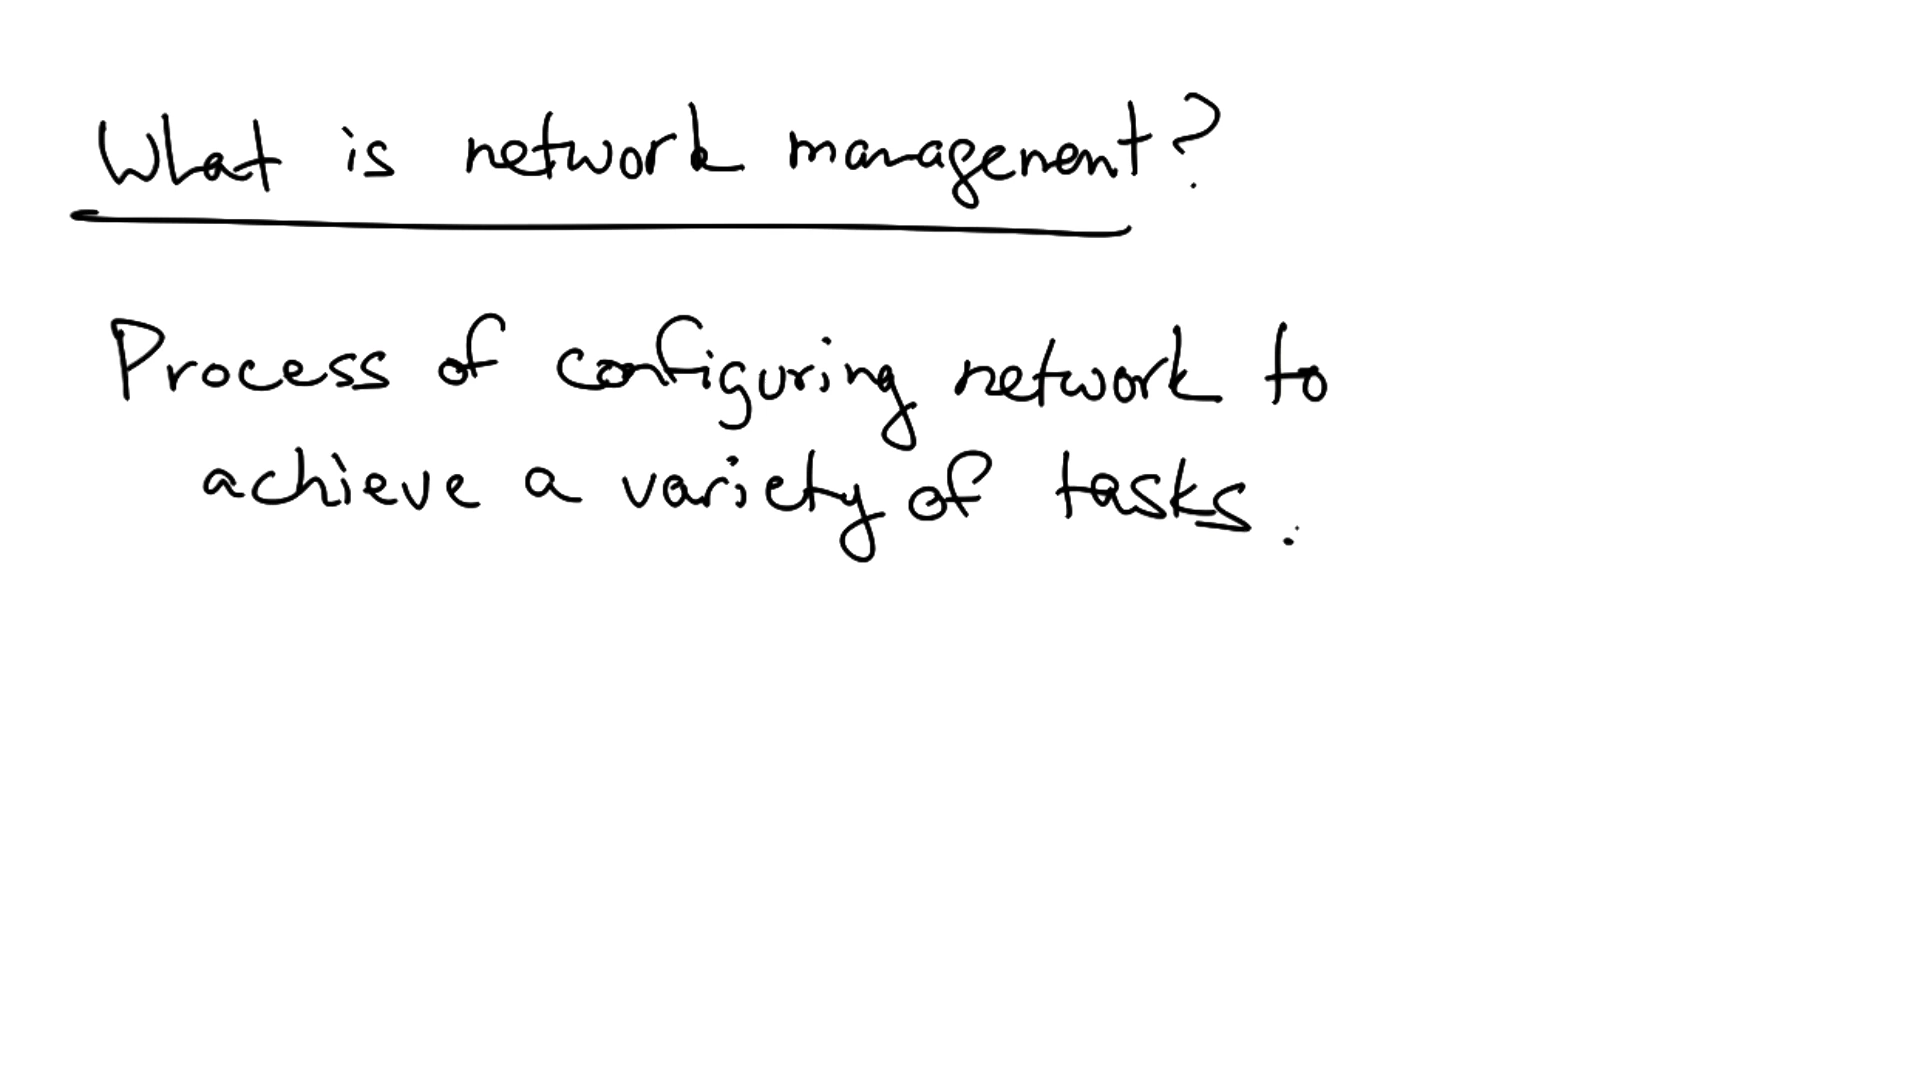 What is network management?
Process of configuring network to
achieve a variety of tasks.